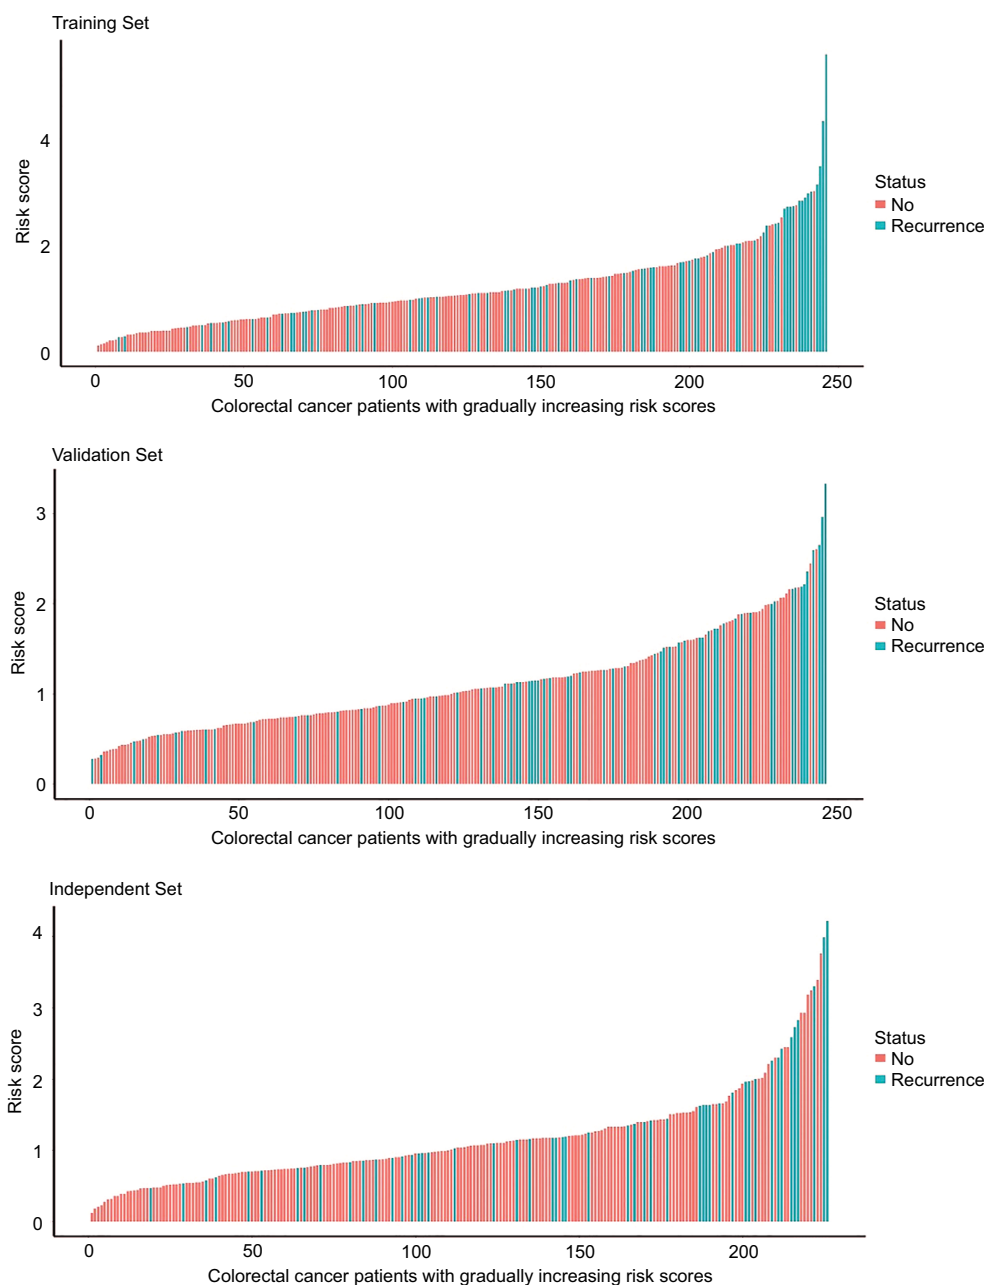 Training Set
Risk score
4
2
0
0 50 100 150 200 250
Colorectal cancer patients with gradually increasing risk scores
Status
No
Recurrence
Validation Set
Risk score
3
2
1
0
0 50 100 150 200 250
Colorectal cancer patients with gradually increasing risk scores
Status
No
Recurrence
Independent Set
Risk score
4
3
2
1
0
0 50 100 150 200
Colorectal cancer patients with gradually increasing risk scores
Status
No
Recurrence